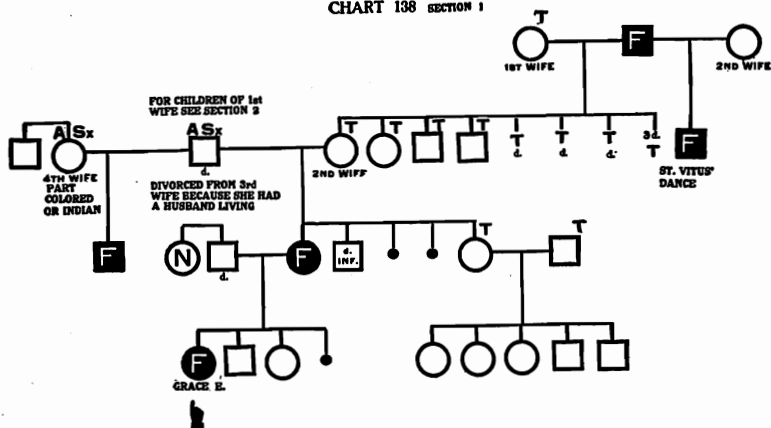 CHART 138 SECTION 1
T
F
1ST WIFE
2ND WIFE
FOR CHILDREN OF 1st
WIFE SEE SECTION 2
A Sx
A Sx
T T T T T T T 3d.
d. d. d. T
F
d.
4TH WIFE
PART
COLORED
OR INDIAN
2ND WIFE
ST. VITUS'
DANCE
DIVORCED FROM 3rd
WIFE BECAUSE SHE HAD
A HUSBAND LIVING
T T
F N F d.
INF.
d.
F
GRACE E.